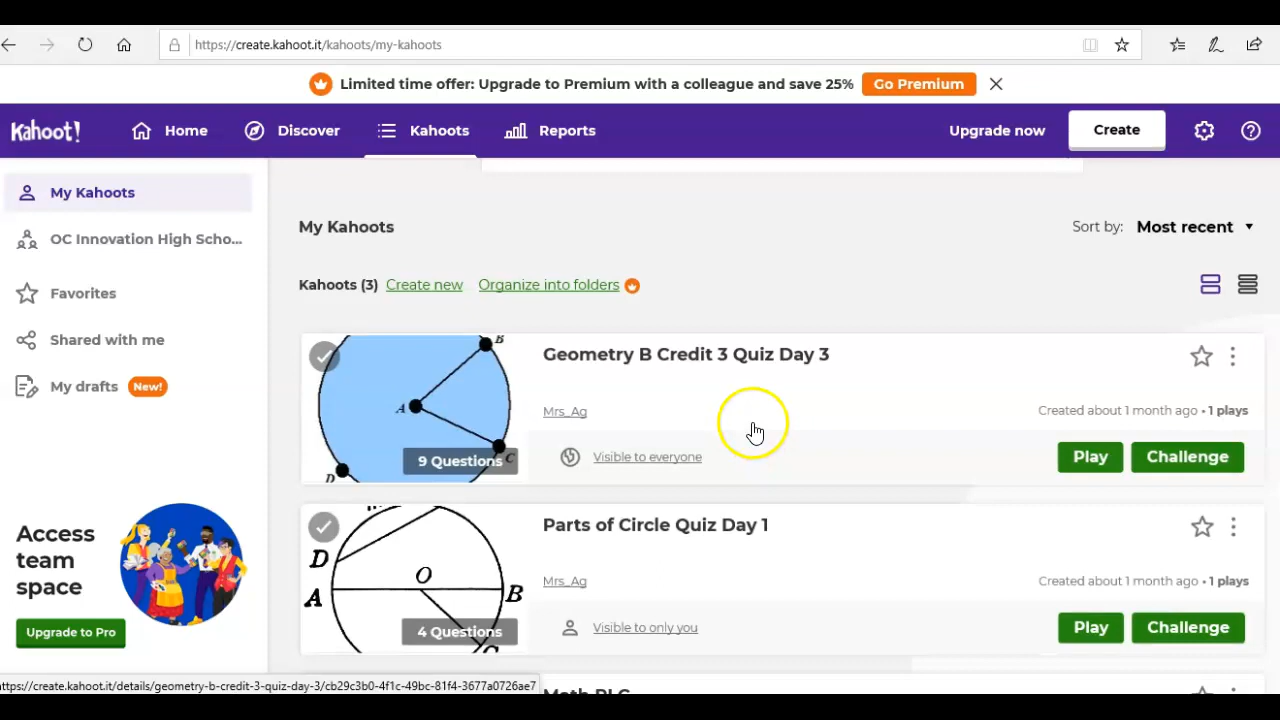 https://create.kahoot.it/kahoots/my-kahoots
Limited time offer: Upgrade to Premium with a colleague and save 25% Go Premium
Kahoot! Home Discover Kahoots Reports Upgrade now Create
My Kahoots
OC Innovation High Scho...
Favorites
Shared with me
My drafts New!
Access
team
space
Upgrade to Pro
My Kahoots Sort by: Most recent
Kahoots (3) Create new Organize into folders
B
A
C
D
9 Questions
Geometry B Credit 3 Quiz Day 3
Mrs_Ag Created about 1 month ago • 1 plays
Visible to everyone Play Challenge
D
O
A
B
C
4 Questions
Parts of Circle Quiz Day 1
Mrs_Ag Created about 1 month ago • 1 plays
Visible to only you Play Challenge
ttps://create.kahoot.it/details/geometry-b-credit-3-quiz-day-3/cb29c3b0-4f1c-49bc-81f4-3677a0726ae7
Math PLC